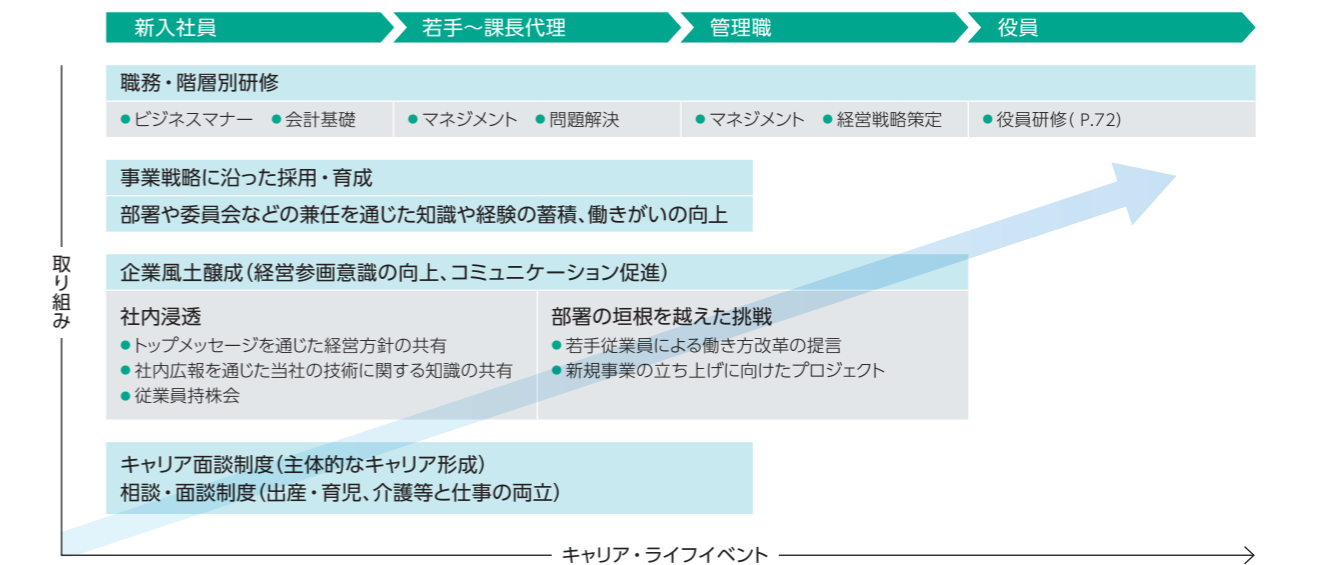 新入社員
若手～課長代理
管理職
役員
職務・階層別研修
●ビジネスマナー ●会計基礎
●マネジメント ●問題解決
●マネジメント ●経営戦略策定
●役員研修( P.72)
事業戦略に沿った採用・育成
部署や委員会などの兼任を通じた知識や経験の蓄積、働きがいの向上
取り組み
企業風土醸成（経営参画意識の向上、コミュニケーション促進）
社内浸透
●トップメッセージを通じた経営方針の共有
●社内広報を通じた当社の技術に関する知識の共有
●従業員持株会
部署の垣根を越えた挑戦
●若手従業員による働き方改革の提言
●新規事業の立ち上げに向けたプロジェクト
キャリア面談制度（主体的なキャリア形成）
相談・面談制度（出産・育児、介護等と仕事の両立）
キャリア・ライフイベント